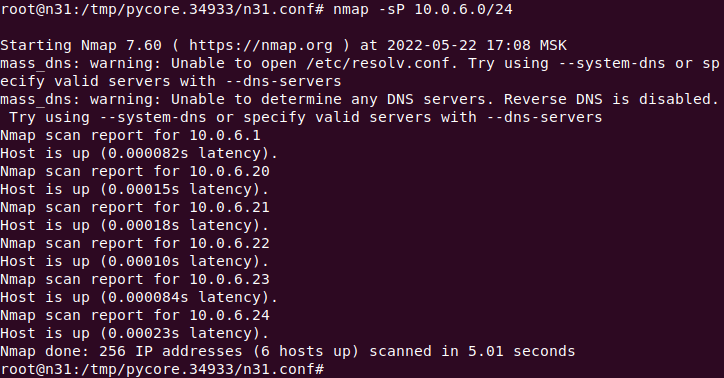 root@n31:/tmp/pycore.34933/n31.conf# nmap -sP 10.0.6.0/24
Starting Nmap 7.60 ( https://nmap.org ) at 2022-05-22 17:08 MSK
mass_dns: warning: Unable to open /etc/resolv.conf. Try using --system-dns or sp
ecify valid servers with --dns-servers
mass_dns: warning: Unable to determine any DNS servers. Reverse DNS is disabled.
 Try using --system-dns or specify valid servers with --dns-servers
Nmap scan report for 10.0.6.1
Host is up (0.000082s latency).
Nmap scan report for 10.0.6.20
Host is up (0.00015s latency).
Nmap scan report for 10.0.6.21
Host is up (0.00018s latency).
Nmap scan report for 10.0.6.22
Host is up (0.00010s latency).
Nmap scan report for 10.0.6.23
Host is up (0.000084s latency).
Nmap scan report for 10.0.6.24
Host is up (0.00023s latency).
Nmap done: 256 IP addresses (6 hosts up) scanned in 5.01 seconds
root@n31:/tmp/pycore.34933/n31.conf#